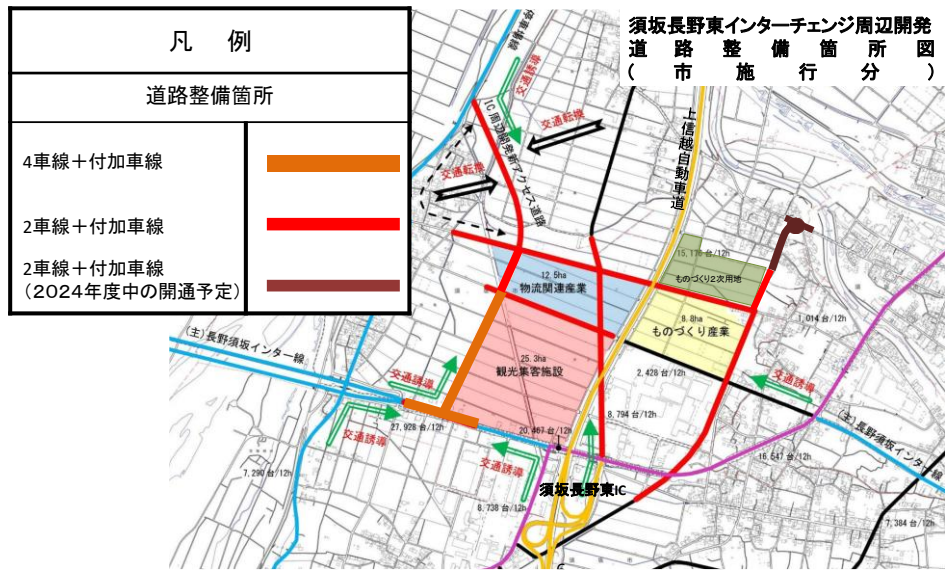 凡 例
道路整備箇所
4車線＋付加車線
2車線＋付加車線
2車線＋付加車線
（2024年度中の開通予定）
須坂長野東インターチェンジ周辺開発
道路整備箇所図
（市施行分）
停車場線
交通誘導
IC周辺開発新アクセス道路
交通転換
交通転換
上信越自動車道
15,176 台/12h
ものづくり2次用地
12.5ha
物流関連産業
8.8ha
ものづくり産業
1,014 台/12h
25.3ha
観光集客施設
2,428 台/12h
交通誘導
(主)長野須坂インター線
交通誘導
8,794 台/12h
(主)長野須坂インター線
27,928 台/12h
20,467 台/12h
交通誘導
16,547 台/12h
7,290 台/12h
交通誘導
須坂長野東IC
8,738 台/12h
7,384 台/12h